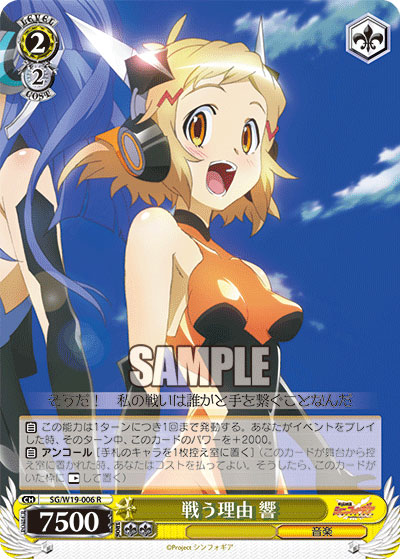 LEVEL
2
2
COST
SAMPLE
そうだ！　私の戦いは誰かと手を繋ぐことなんだ
自 この能力は1ターンにつき1回まで発動する。あなたがイベントをプレイ
した時、そのターン中、このカードのパワーを＋2000。
自 アンコール ［手札のキャラを1枚控え室に置く］（このカードが舞台から
控え室に置かれた時、あなたはコストを払ってよい。そうしたら、このカードが
いた枠に レストして置く）
CH SG/W19-006 R
戦う理由 響
7500
音楽
©Project シンフォギア